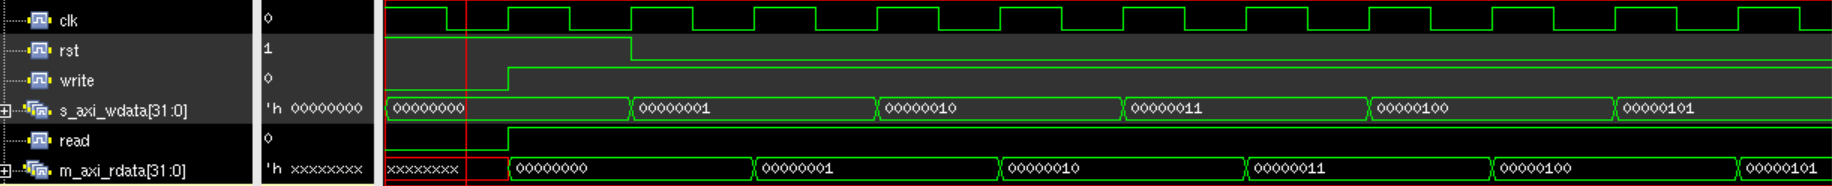 clk 0
rst 1
write 0
s_axi_wdata[31:0] 'h 00000000 00000000 00000001 00000010 00000011 00000100 00000101
read 0
m_axi_rdata[31:0] 'h xxxxxxxx xxxxxxxx 00000000 00000001 00000010 00000011 00000100 00000101